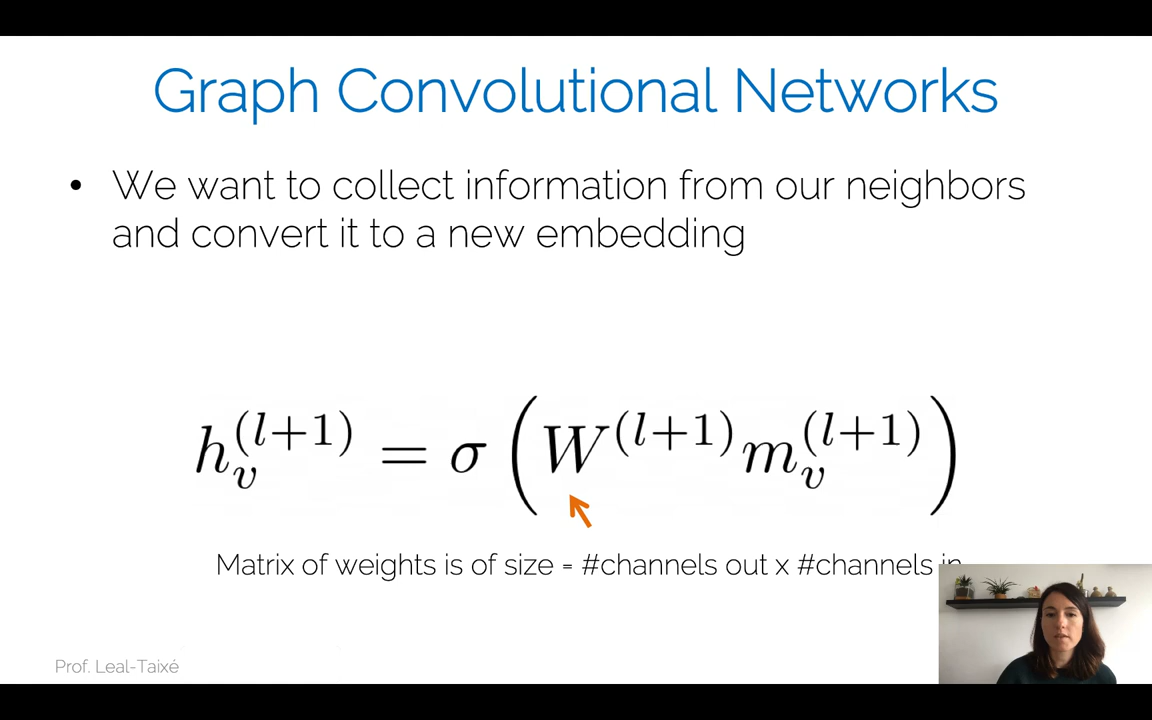 Graph Convolutional Networks
• We want to collect information from our neighbors
and convert it to a new embedding
h_v^{(l+1)} = σ ( W^{(l+1)} m_v^{(l+1)} )
Matrix of weights is of size = #channels out x #channels in
Prof. Leal-Taixé